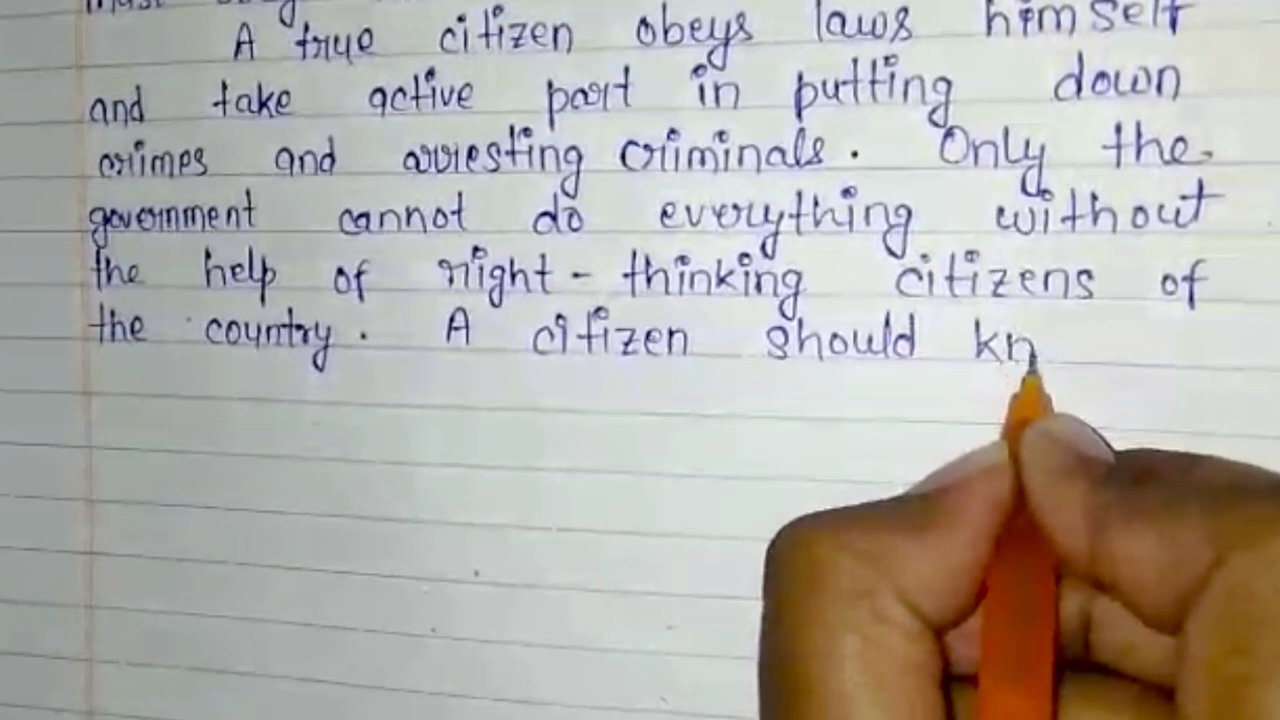 A true citizen obeys laws himself
and take active part in putting down
crimes and arresting criminals. Only the
government cannot do everything without
the help of right-thinking citizens of
the country. A citizen should kn